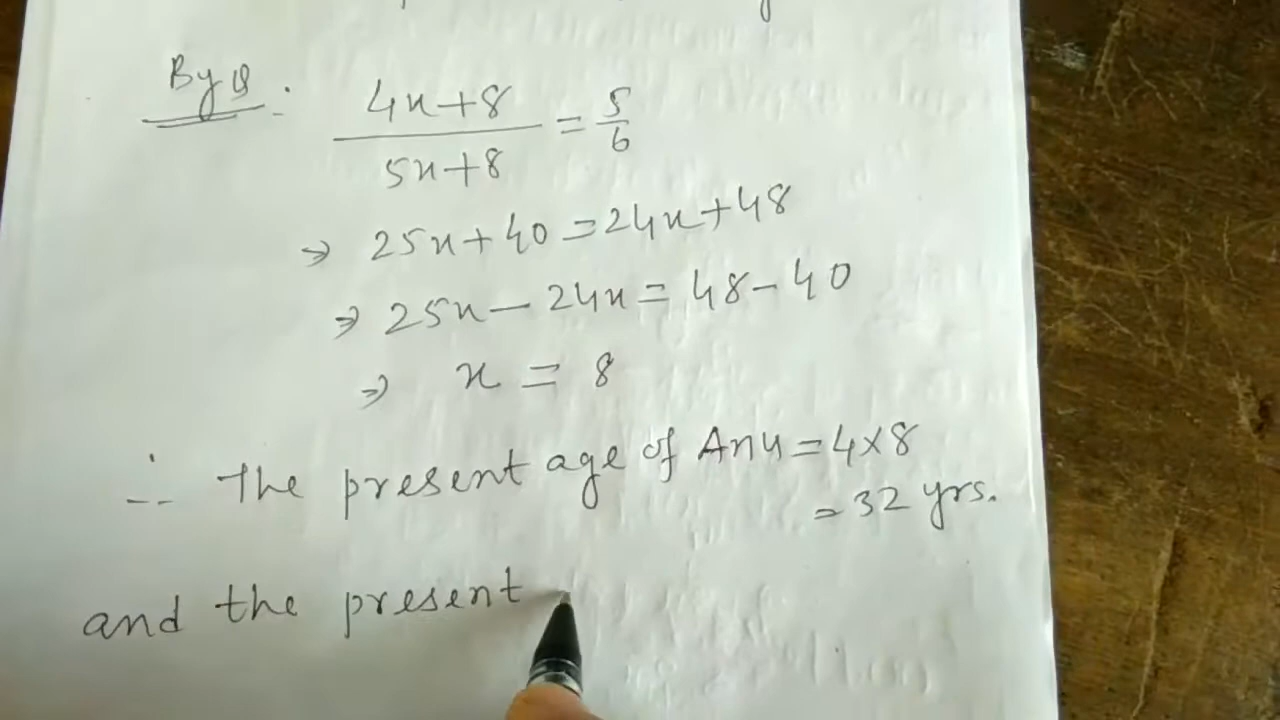 By Q :
4x+8 / 5x+8 = 5/6
⇒ 25x+40 = 24x+48
⇒ 25x - 24x = 48-40
⇒ x = 8
∴ The present age of Anu = 4×8
= 32 yrs.
and the present